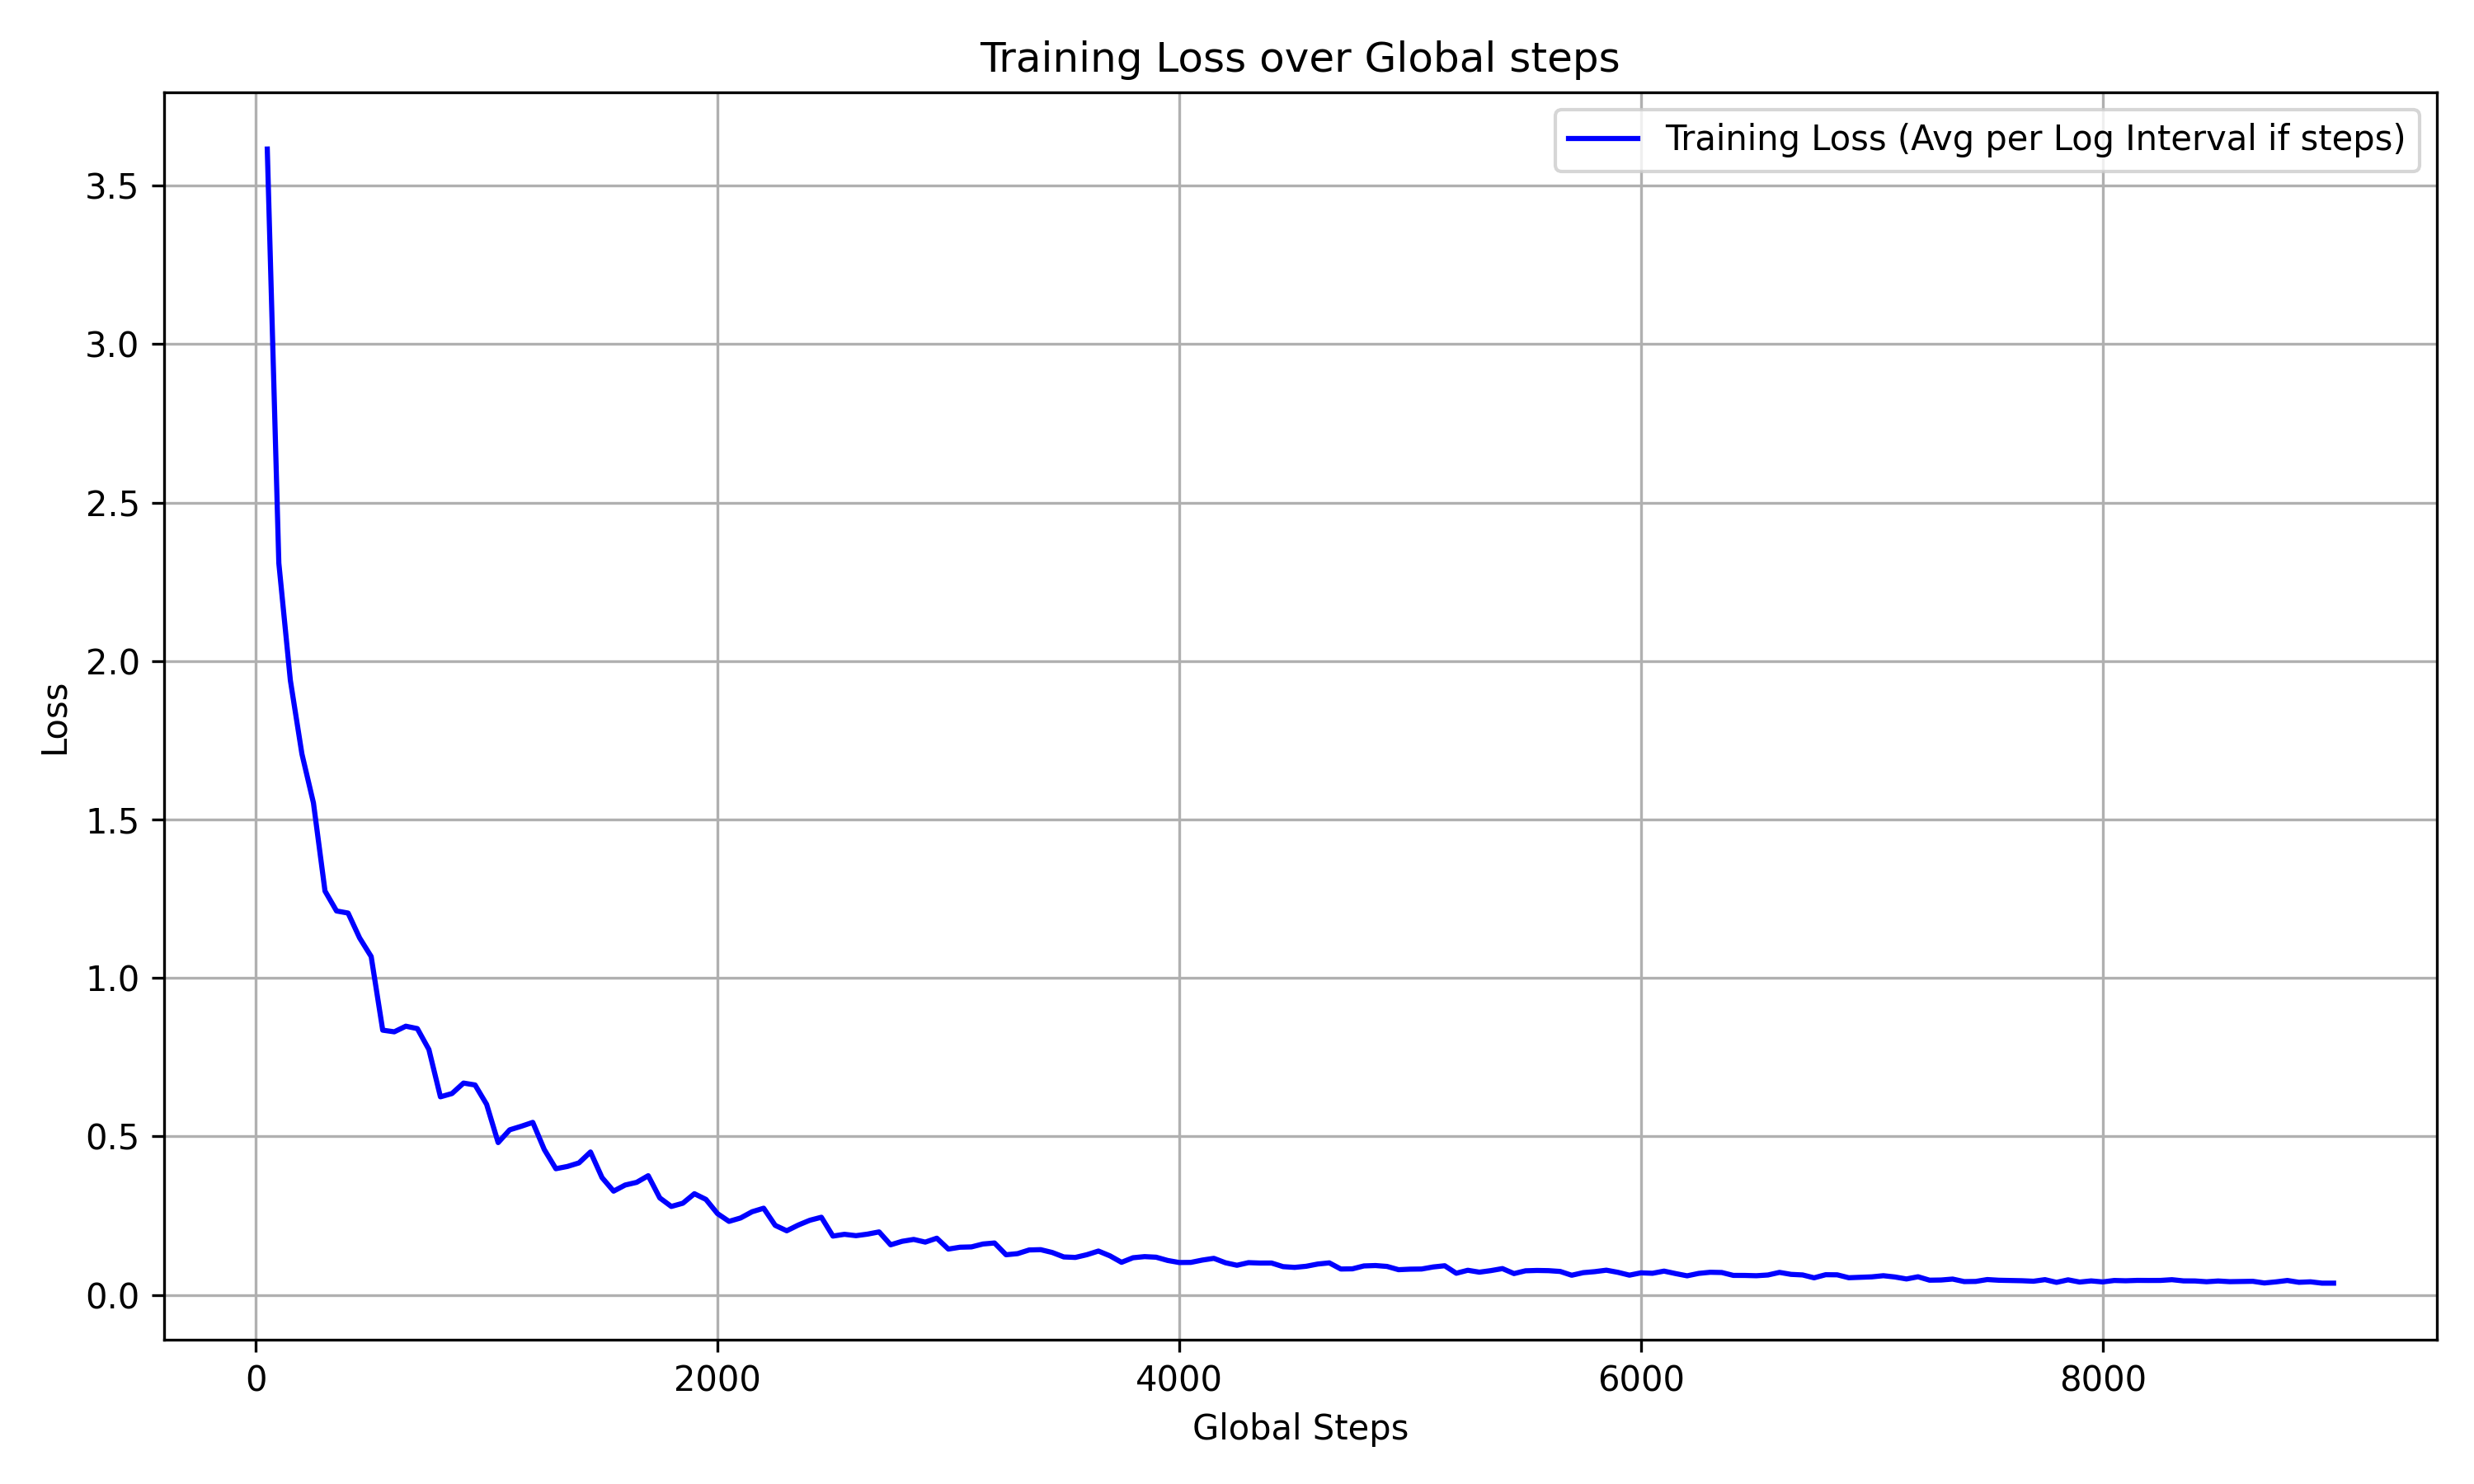 Training Loss over Global steps
Training Loss (Avg per Log Interval if steps)
3.5
3.0
2.5
2.0
1.5
1.0
0.5
0.0
Loss
0 2000 4000 6000 8000
Global Steps